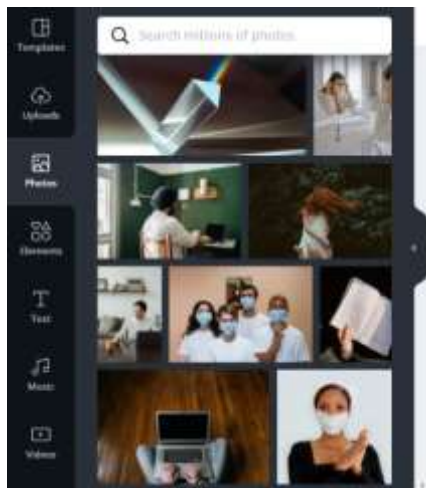 Templates
Search millions of photos
Uploads
Photos
Elements
Text
Music
Videos